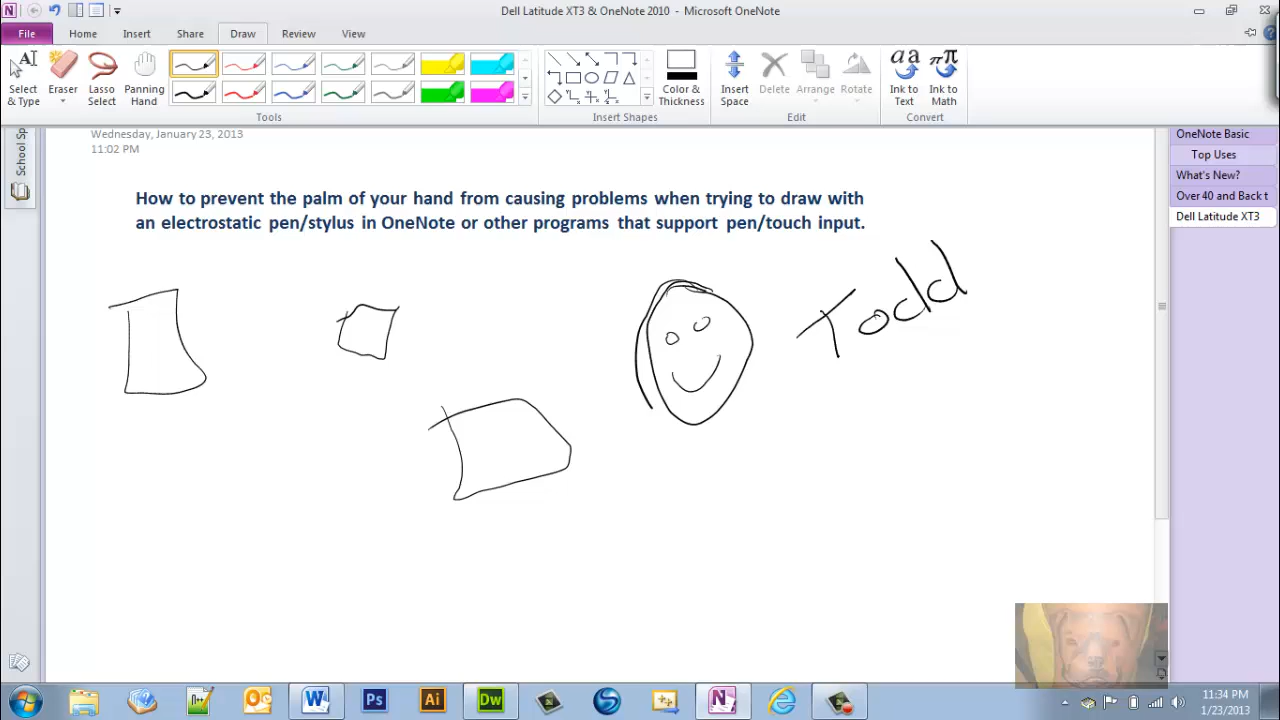 Dell Latitude XT3 & OneNote 2010 - Microsoft OneNote
File Home Insert Share Draw Review View
Select & Type
Eraser
Lasso Select
Panning Hand
Color & Thickness
Insert Space
Delete
Arrange
Rotate
Ink to Text
Ink to Math
Tools
Insert Shapes
Edit
Convert
School Sp
Wednesday, January 23, 2013
11:02 PM
How to prevent the palm of your hand from causing problems when trying to draw with
an electrostatic pen/stylus in OneNote or other programs that support pen/touch input.
Todd
OneNote Basic
Top Uses
What's New?
Over 40 and Back t
Dell Latitude XT3
11:34 PM
1/23/2013